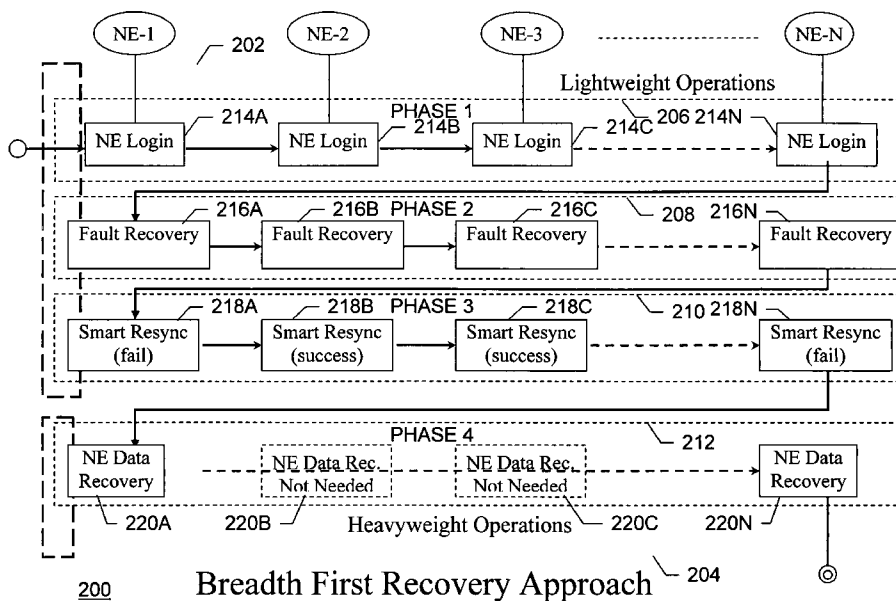 NE-1 NE-2 NE-3 NE-N
202
Lightweight Operations
PHASE 1
214A 214B 214C 206 214N
NE Login NE Login NE Login NE Login
PHASE 2
216A 216B 216C 208 216N
Fault Recovery Fault Recovery Fault Recovery Fault Recovery
PHASE 3
218A 218B 218C 210 218N
Smart Resync Smart Resync Smart Resync Smart Resync
(fail) (success) (success) (fail)
PHASE 4
212
NE Data NE Data Rec. NE Data Rec. NE Data
Recovery Not Needed Not Needed Recovery
220A 220B 220C 220N
Heavyweight Operations
204
200 Breadth First Recovery Approach